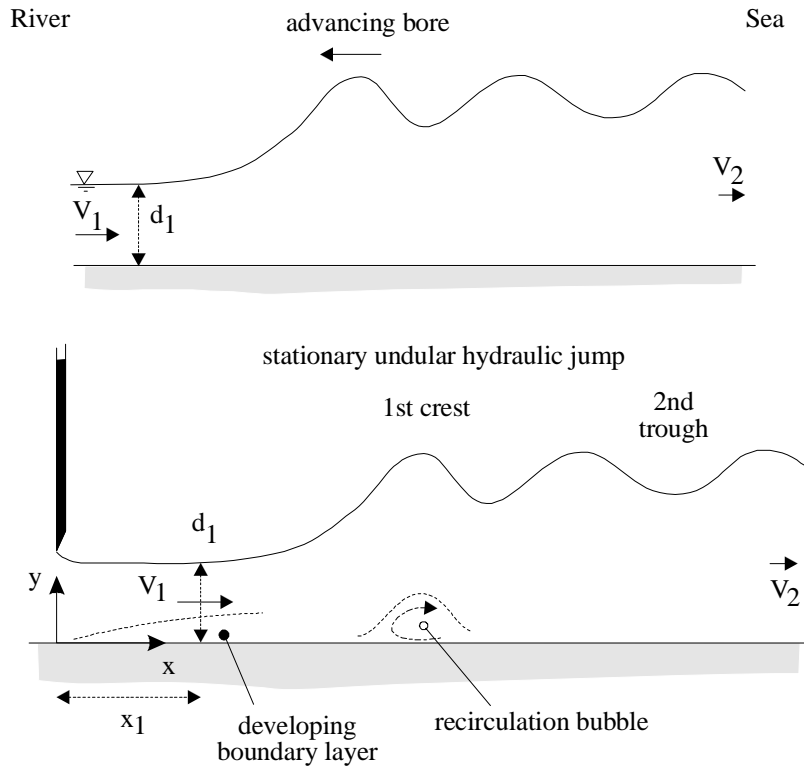 River
advancing bore
Sea
V1
d1
V2
stationary undular hydraulic jump
1st crest
2nd
trough
d1
y
V1
V2
x
x1
developing
boundary layer
recirculation bubble